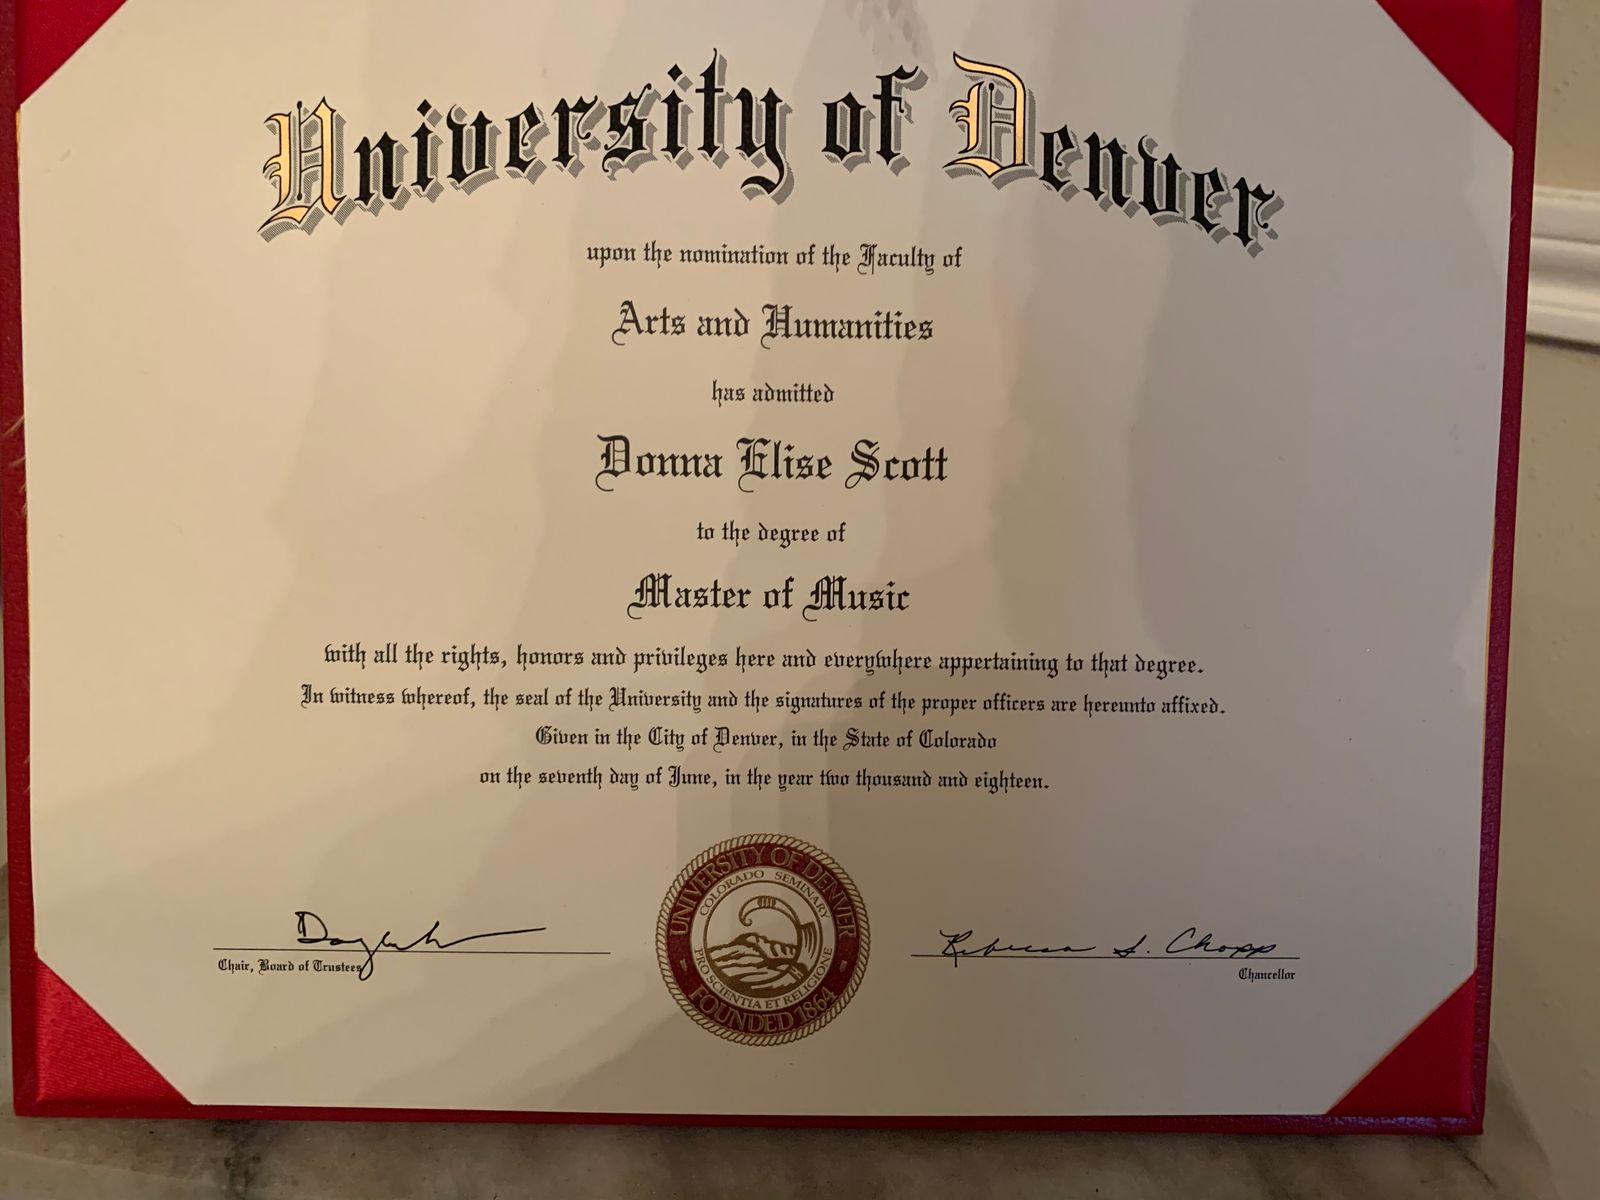 University of Denver
upon the nomination of the Faculty of
Arts and Humanities
has admitted
Donna Elise Scott
to the degree of
Master of Music
with all the rights, honors and privileges here and everywhere appertaining to that degree.
In witness whereof, the seal of the University and the signatures of the proper officers are hereunto affixed.
Given in the City of Denver, in the State of Colorado
on the seventh day of June, in the year two thousand and eighteen.
UNIVERSITY OF DENVER
COLORADO SEMINARY
PRO SCIENTIA ET RELIGIONE
FOUNDED 1864
Chair, Board of Trustees
Rebecca S. Chopp
Chancellor